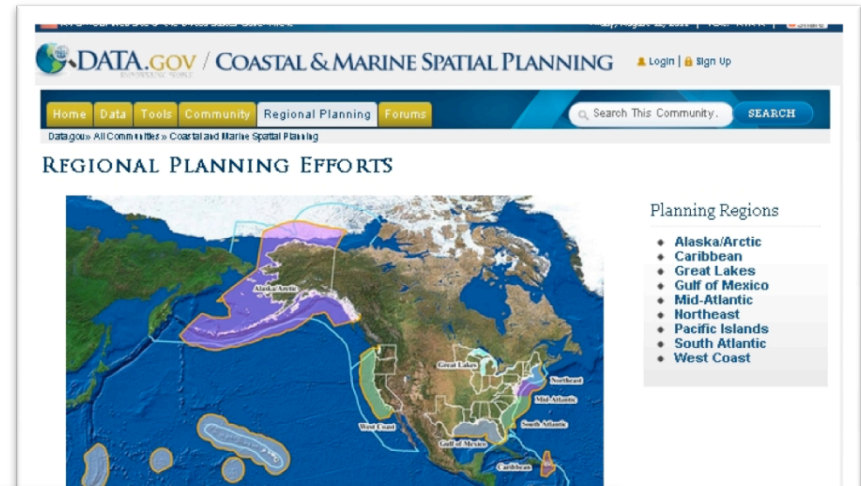 DATA.GOV / COASTAL & MARINE SPATIAL PLANNING
Login | Sign Up
Home Data Tools Community Regional Planning Forums
Search This Community. SEARCH
Data.gov» All Communities » Coastal and Marine Spatial Planning
REGIONAL PLANNING EFFORTS
Planning Regions
Alaska/Arctic
Caribbean
Great Lakes
Gulf of Mexico
Mid-Atlantic
Northeast
Pacific Islands
South Atlantic
West Coast
Alaska/Arctic
Great Lakes
Northeast
Mid-Atlantic
South Atlantic
West Coast
Gulf of Mexico
Caribbean